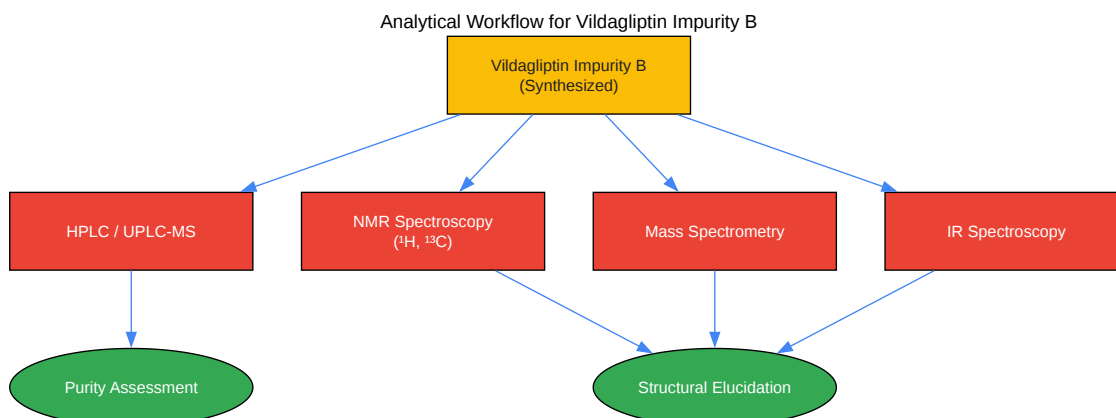 Analytical Workflow for Vildagliptin Impurity B
Vildagliptin Impurity B
(Synthesized)
HPLC / UPLC-MS
NMR Spectroscopy
(¹H, ¹³C)
Mass Spectrometry
IR Spectroscopy
Purity Assessment
Structural Elucidation